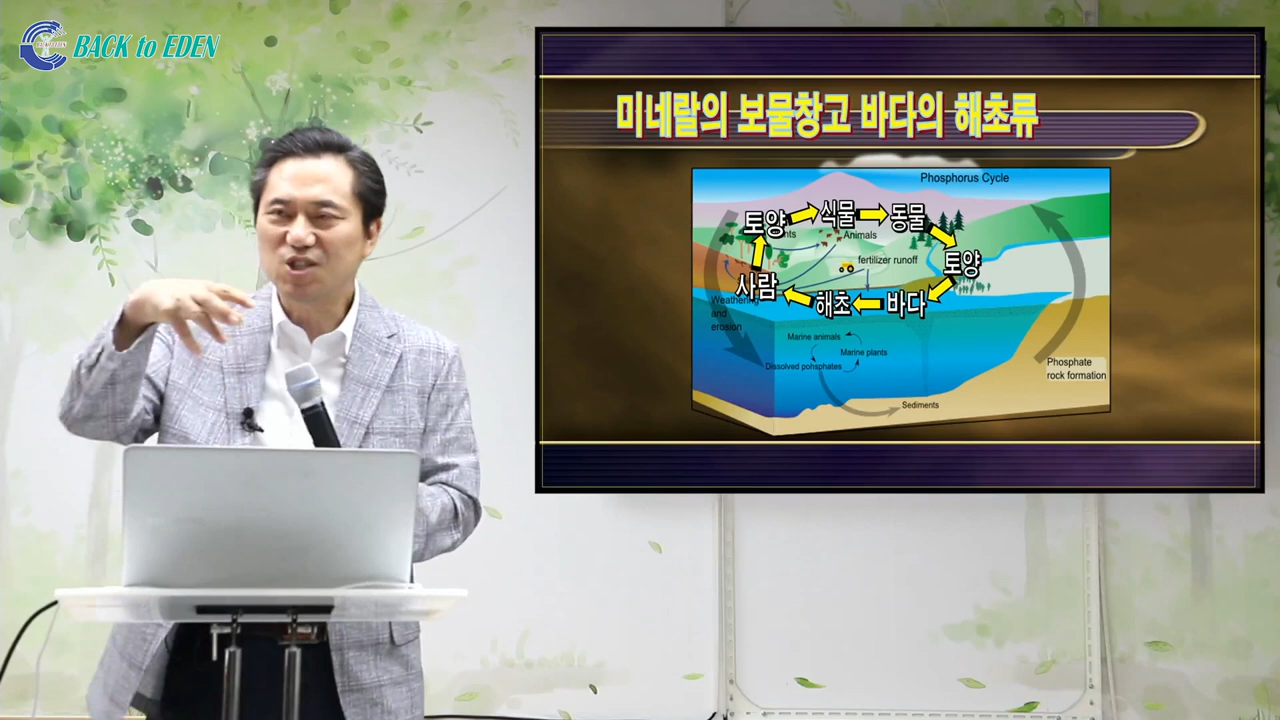 BACK to EDEN
미네랄의 보물창고 바다의 해초류
Phosphorus Cycle
토양 식물 동물
Animals
fertilizer runoff
토양
사람
해초 바다
Weathering
and
erosion
Marine animals
Marine plants
Dissolved ponsphates
Phosphate
rock formation
Sediments